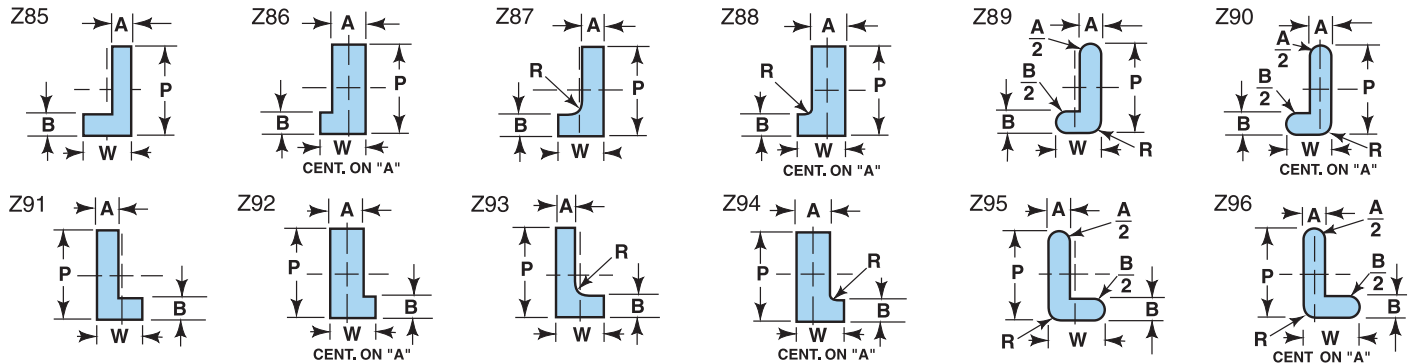 Z85 A P B W
Z86 A P B W CENT. ON "A"
Z87 A R P B W
Z88 A R P B W CENT. ON "A"
Z89 A A/2 B/2 P B W R
Z90 A A/2 B/2 P B W R CENT. ON "A"
Z91 A P B W
Z92 A P B W CENT. ON "A"
Z93 A P R B W
Z94 A P R B W CENT. ON "A"
Z95 A A/2 P B/2 B R W
Z96 A A/2 P B/2 B R W CENT ON "A"